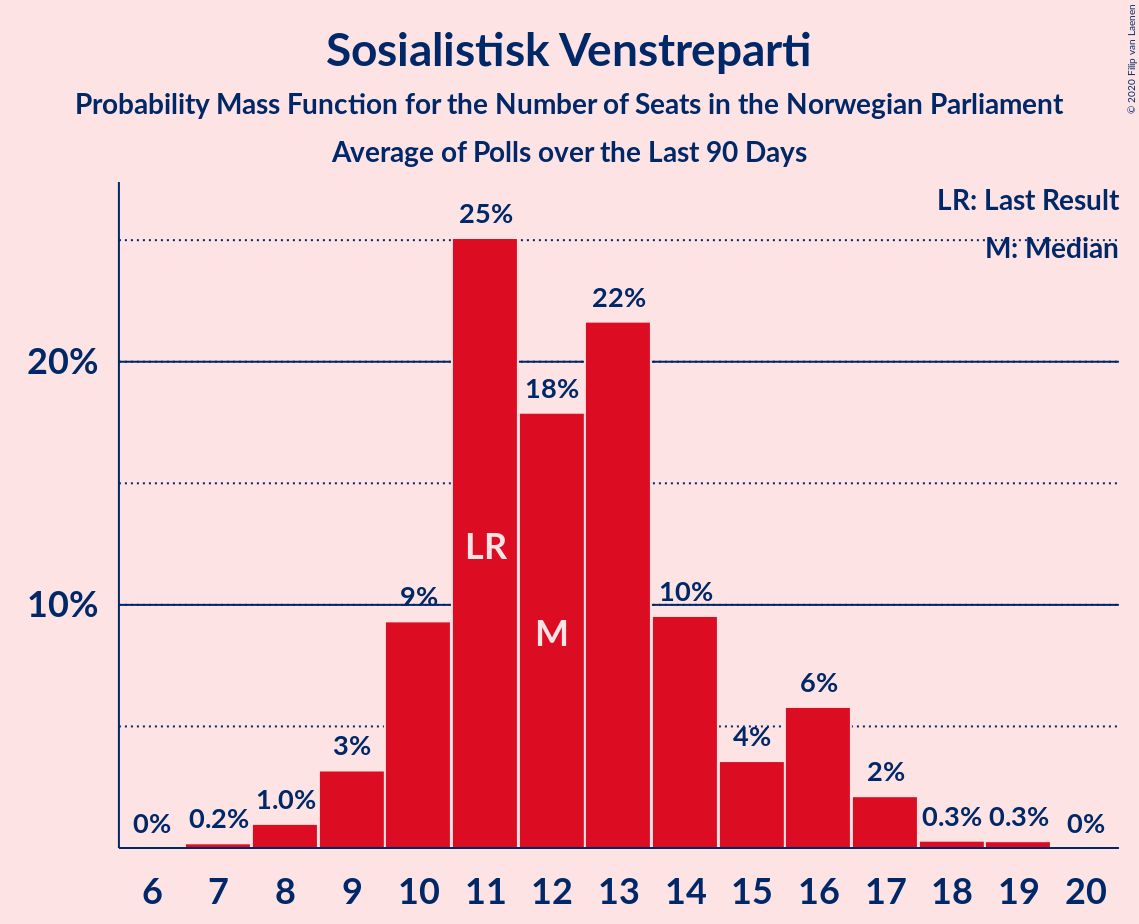 Sosialistisk Venstreparti
Probability Mass Function for the Number of Seats in the Norwegian Parliament
Average of Polls over the Last 90 Days
© 2020 Filip van Laenen
LR: Last Result
M: Median
20%
10%
0%
0.2%
1.0%
3%
9%
25%
18%
22%
10%
4%
6%
2%
0.3%
0.3%
0%
LR
M
6 7 8 9 10 11 12 13 14 15 16 17 18 19 20